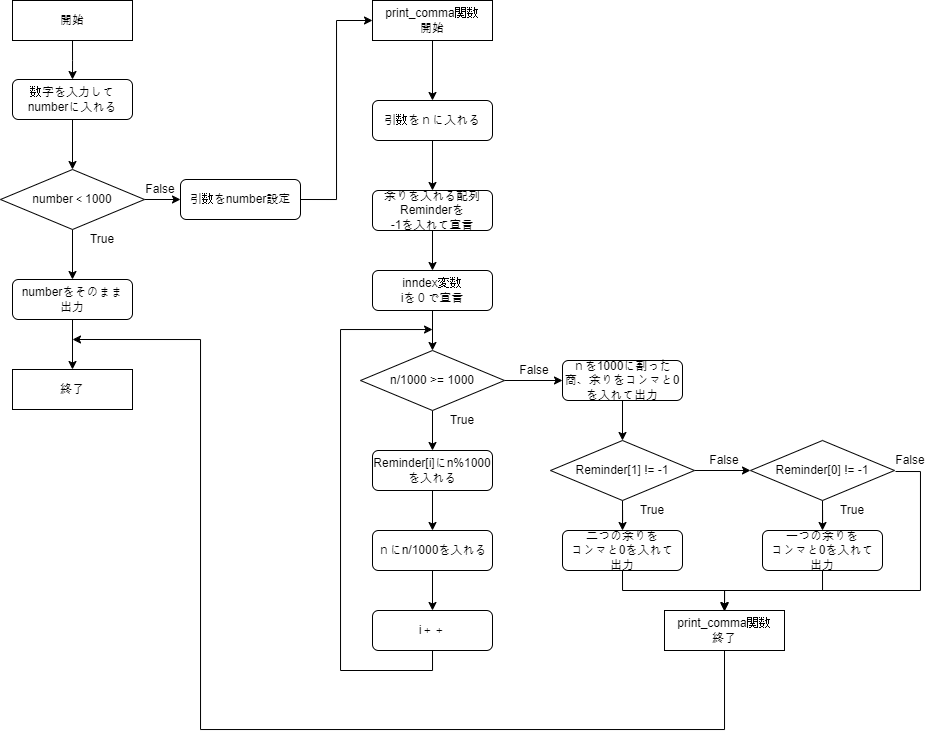 開始
数字を入力して
numberに入れる
number < 1000
False
True
引数をnumber設定
numberをそのまま
出力
終了
print_comma関数
開始
引数をｎに入れる
余りを入れる配列
Reminderを
-1を入れて宣言
inndex変数
iを０で宣言
n/1000 >= 1000
False
True
Reminder[i]にn%1000
を入れる
ｎにn/1000を入れる
i＋＋
ｎを1000に割った
商、余りをコンマと0
を入れて出力
Reminder[1] != -1
False
True
二つの余りを
コンマと0を入れて
出力
Reminder[0] != -1
False
True
一つの余りを
コンマと0を入れて
出力
print_comma関数
終了